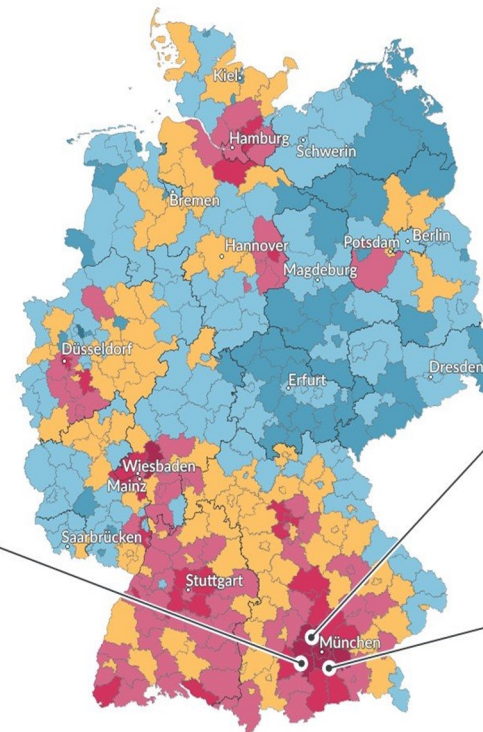 Kiel
Hamburg
Schwerin
Bremen
Hannover
Potsdam
Berlin
Magdeburg
Düsseldorf
Erfurt
Dresden
Wiesbaden
Mainz
Saarbrücken
Stuttgart
München